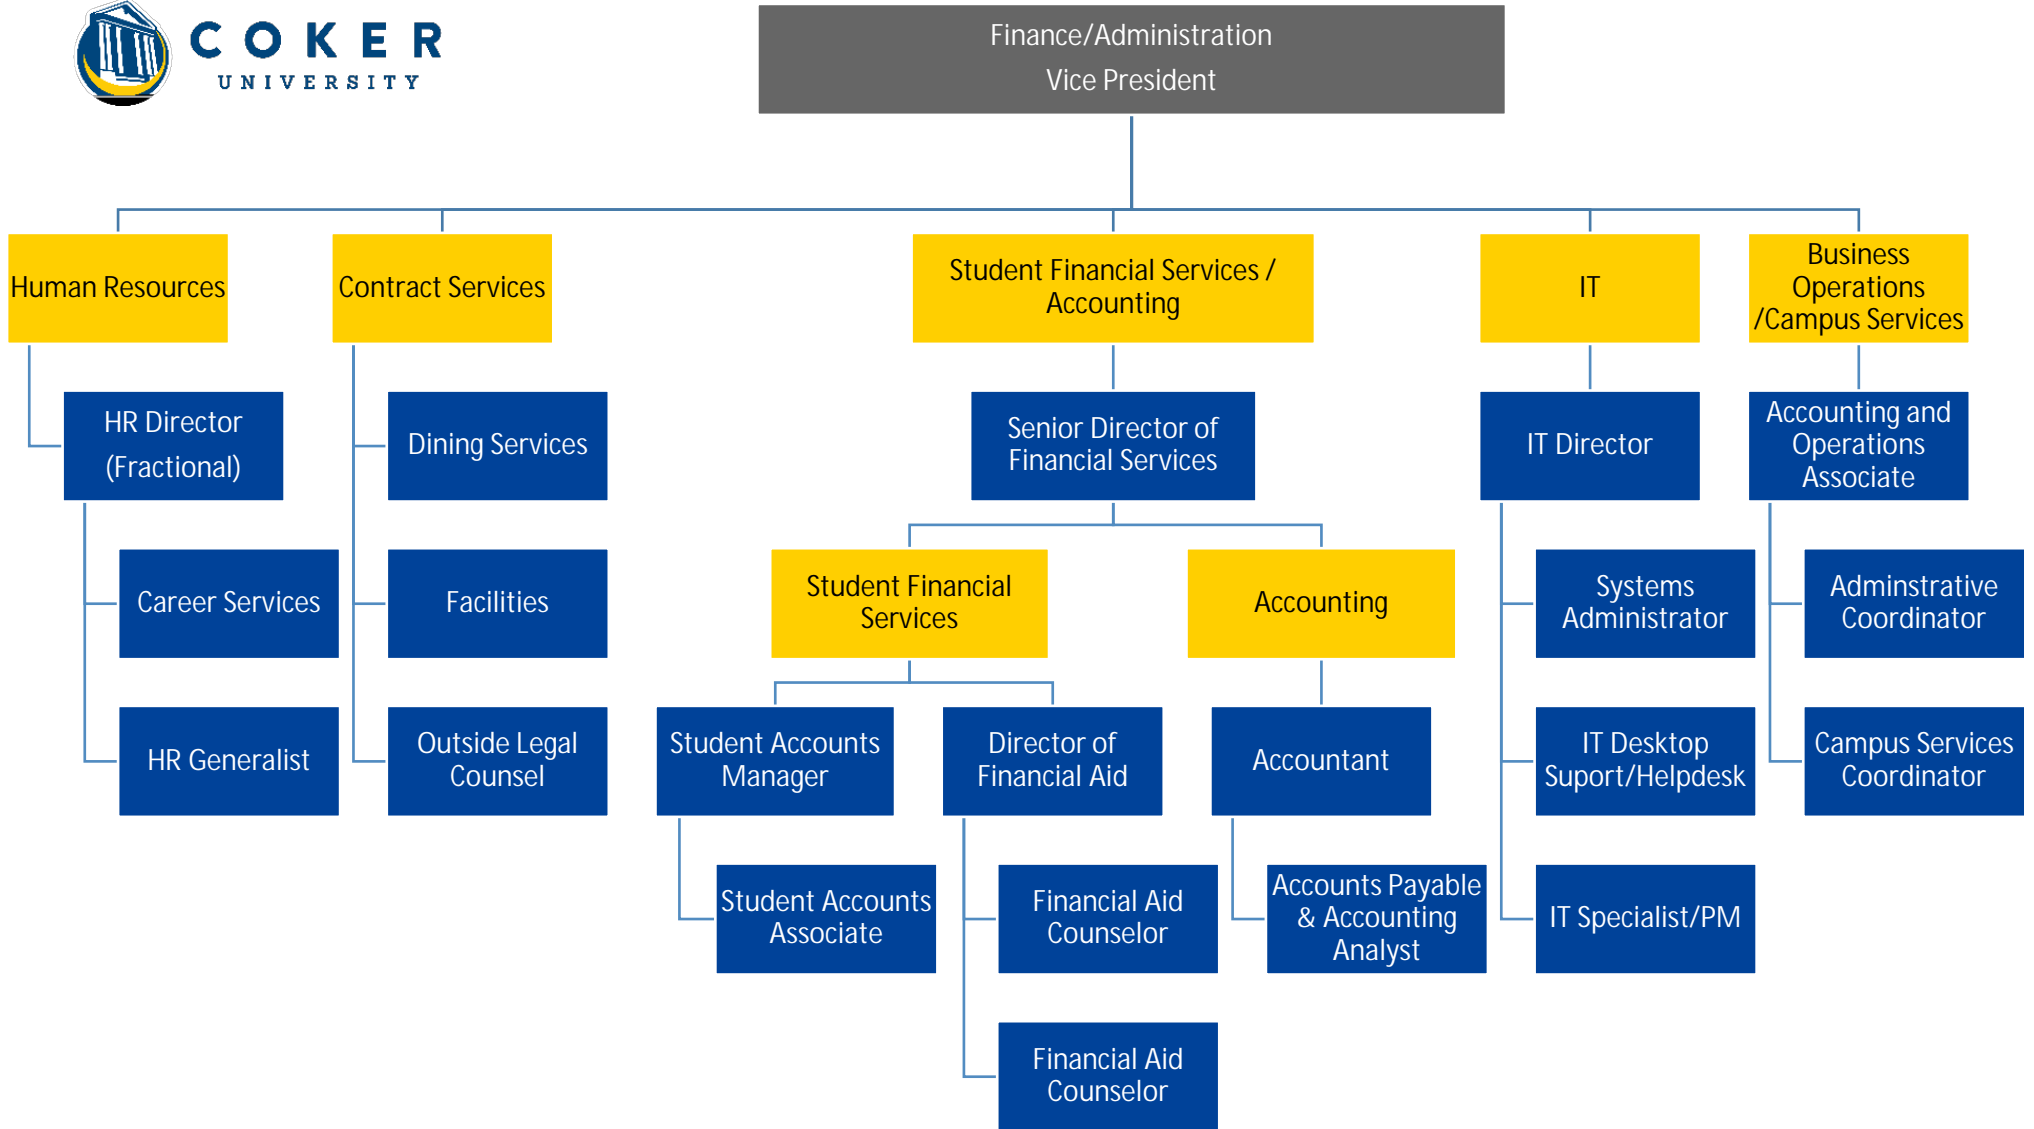 COKER
UNIVERSITY
Finance/Administration
Vice President
Human Resources
Contract Services
Student Financial Services /
Accounting
IT
Business
Operations
/Campus Services
HR Director
(Fractional)
Dining Services
Senior Director of
Financial Services
IT Director
Accounting and
Operations
Associate
Career Services
Facilities
Student Financial
Services
Accounting
Systems
Administrator
Adminstrative
Coordinator
HR Generalist
Outside Legal
Counsel
Student Accounts
Manager
Director of
Financial Aid
Accountant
IT Desktop
Suport/Helpdesk
Campus Services
Coordinator
Student Accounts
Associate
Financial Aid
Counselor
Accounts Payable
& Accounting
Analyst
IT Specialist/PM
Financial Aid
Counselor